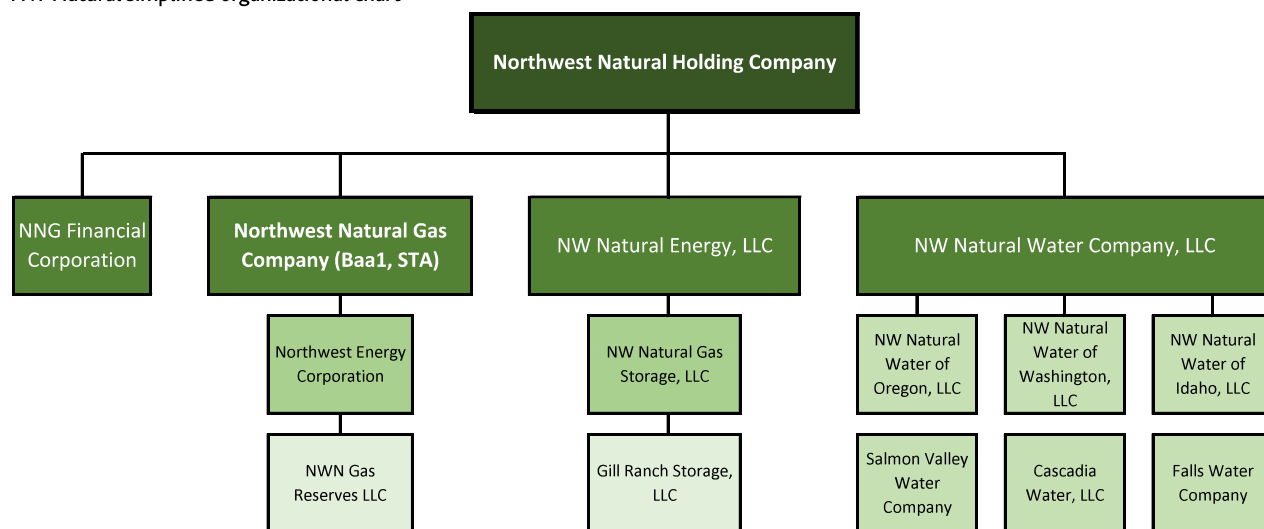 Northwest Natural Holding Company
NNG Financial
Corporation
Northwest Natural Gas
Company (Baa1, STA)
NW Natural Energy, LLC
NW Natural Water Company, LLC
Northwest Energy
Corporation
NW Natural Gas
Storage, LLC
NW Natural
Water of
Oregon, LLC
NW Natural
Water of
Washington,
LLC
NW Natural
Water of
Idaho, LLC
NWN Gas
Reserves LLC
Gill Ranch Storage,
LLC
Salmon Valley
Water
Company
Cascadia
Water, LLC
Falls Water
Company